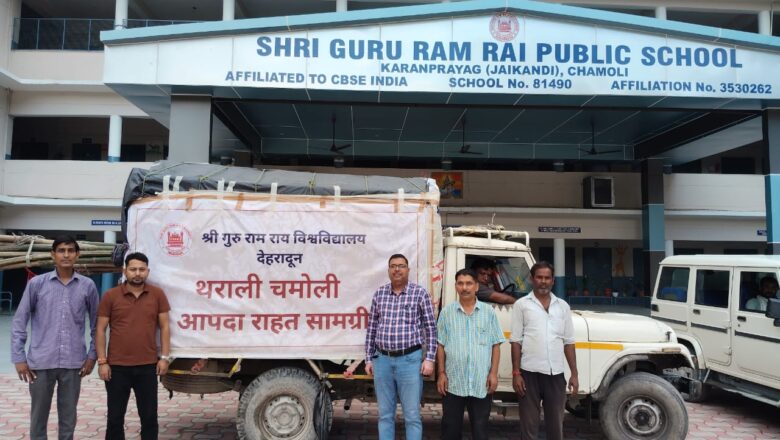 SHRI GURU RAM RAI PUBLIC SCHOOL
KARANPRAYAG (JAIKANDI), CHAMOLI
AFFILIATED TO CBSE INDIA SCHOOL No. 81490 AFFILIATION No. 3530262
श्री गुरु राम राय विश्वविद्यालय
देहरादून
थराली चमोली
आपदा राहत सामग्री